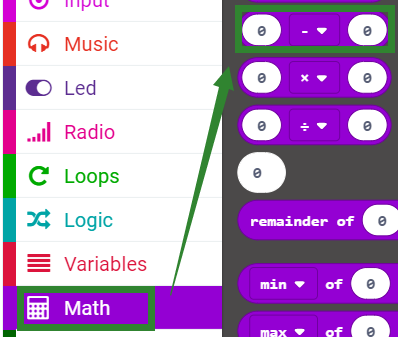 Input
Music
Led
Radio
Loops
Logic
Variables
Math
0 - 0
0 × 0
0 ÷ 0
0
remainder of 0
min of 0
max of 0